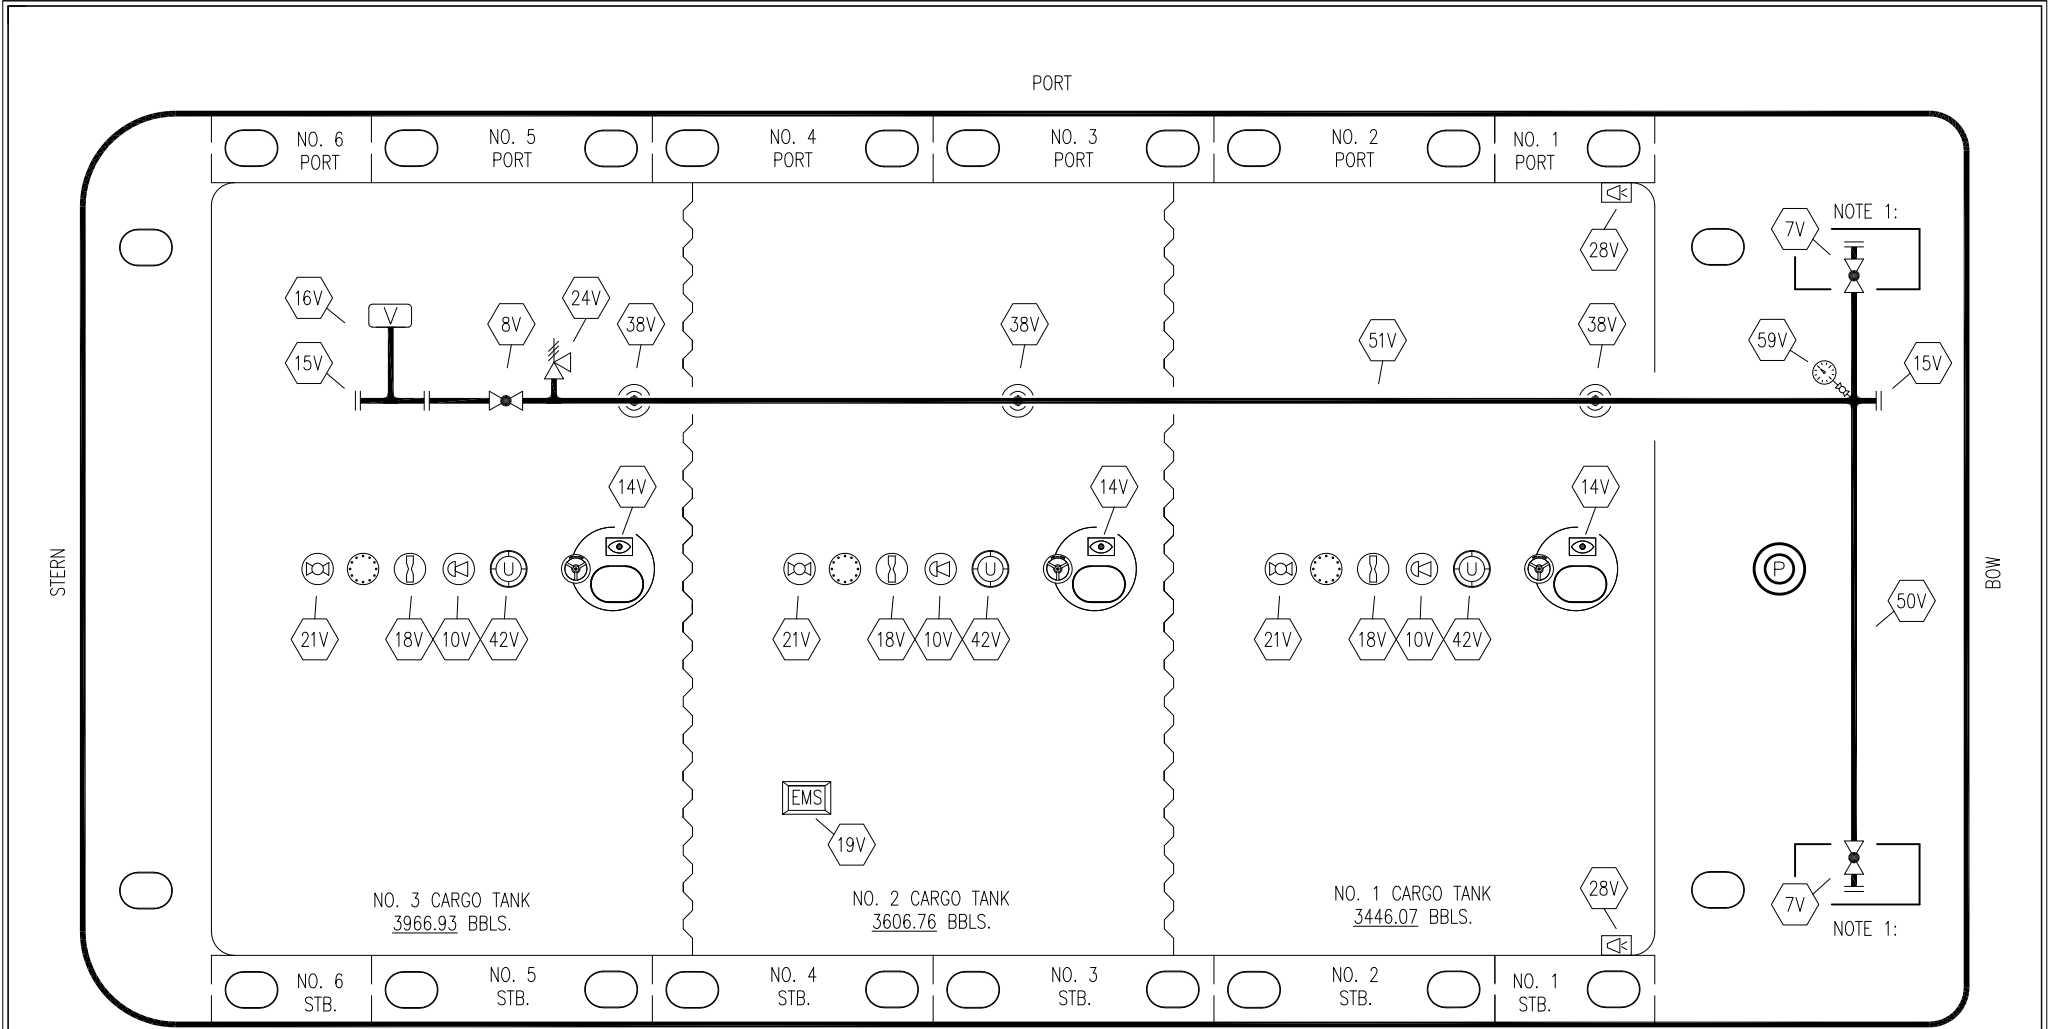 PORT
NO. 6
PORT
NO. 5
PORT
NO. 4
PORT
NO. 3
PORT
NO. 2
PORT
NO. 1
PORT
NOTE 1:
7V
28V
16V
V
8V
24V
38V
38V
51V
38V
59V
15V
15V
14V
14V
14V
STERN
BOW
U
U
U
P
21V
18V
10V
42V
21V
18V
10V
42V
21V
18V
10V
42V
50V
EMS
19V
NO. 3 CARGO TANK
3966.93 BBLS.
NO. 2 CARGO TANK
3606.76 BBLS.
NO. 1 CARGO TANK
3446.07 BBLS.
28V
7V
NOTE 1:
NO. 6
STB.
NO. 5
STB.
NO. 4
STB.
NO. 3
STB.
NO. 2
STB.
NO. 1
STB.